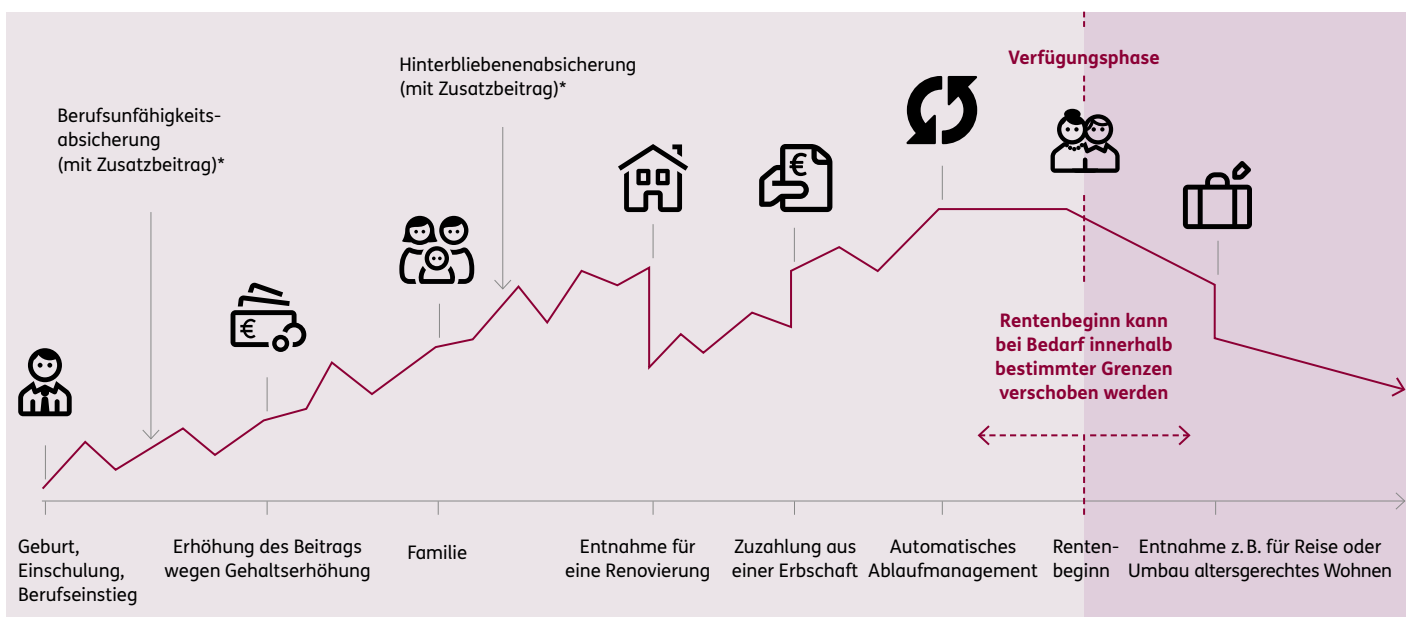 Hinterbliebenenabsicherung
(mit Zusatzbeitrag)*
Verfügungsphase
Berufsunfähigkeits-
absicherung
(mit Zusatzbeitrag)*
€
€
Rentenbeginn kann
bei Bedarf innerhalb
bestimmter Grenzen
verschoben werden
Geburt,
Einschulung,
Berufseinstieg
Erhöhung des Beitrags
wegen Gehaltserhöhung
Familie
Entnahme für
eine Renovierung
Zuzahlung aus
einer Erbschaft
Automatisches
Ablaufmanagement
Renten-
beginn
Entnahme z. B. für Reise oder
Umbau altersgerechtes Wohnen